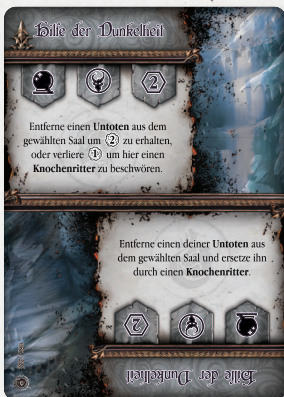 Hilfe der Dunkelheit
2
Entferne einen Untoten aus dem
gewählten Saal um 2 zu erhalten,
oder verliere 1 um hier einen
Knochenritter zu beschwören.
Entferne einen deiner Untoten aus
dem gewählten Saal und ersetze ihn
durch einen Knochenritter.
2
Hilfe der Dunkelheit